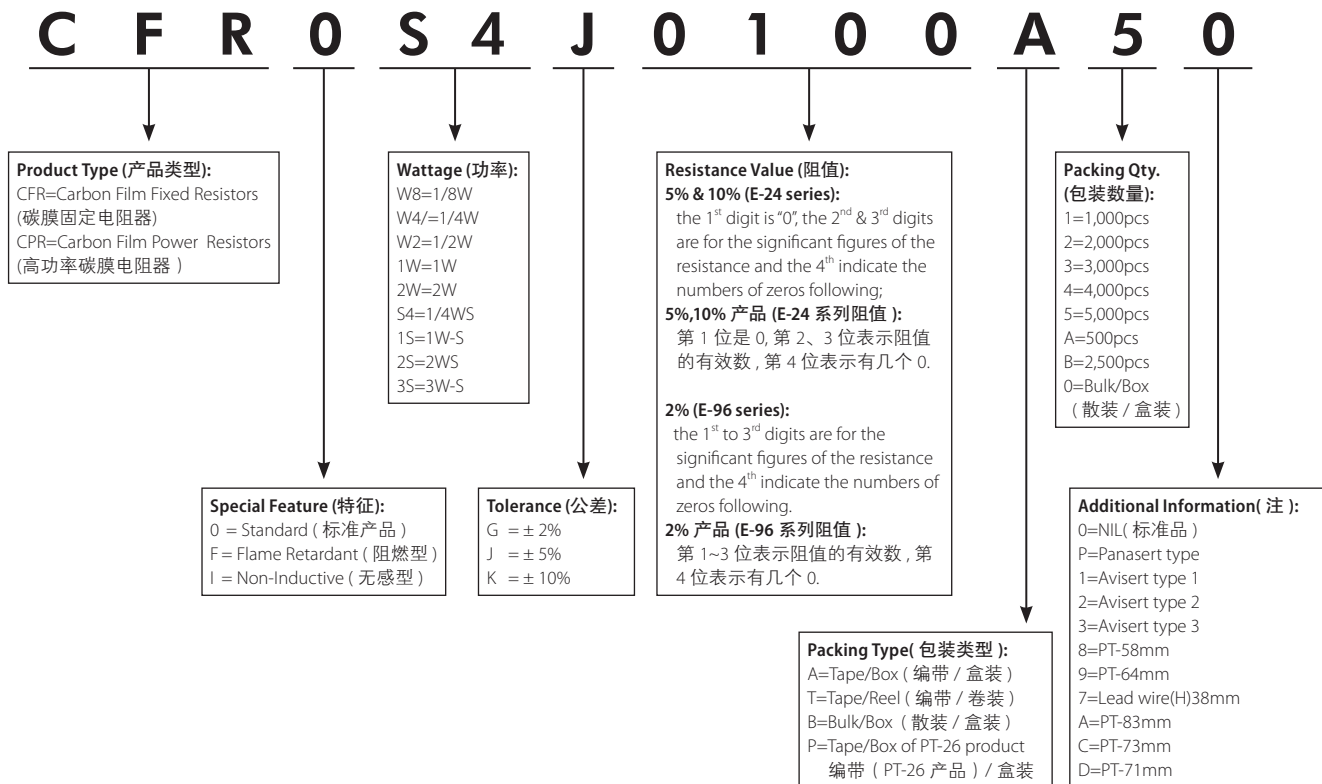 C F R 0 S 4 J 0 1 0 0 A 5 0
Product Type (产品类型):
CFR=Carbon Film Fixed Resistors
(碳膜固定电阻器)
CPR=Carbon Film Power Resistors
(高功率碳膜电阻器 )
Wattage (功率):
W8=1/8W
W4/=1/4W
W2=1/2W
1W=1W
2W=2W
S4=1/4WS
1S=1W-S
2S=2WS
3S=3W-S
Resistance Value (阻值):
5% & 10% (E-24 series):
the 1st digit is “0”, the 2nd & 3rd digits
are for the significant figures of the
resistance and the 4th indicate the
numbers of zeros following;
5%,10% 产品 (E-24 系列阻值 ):
第 1 位是 0, 第 2、3 位表示阻值
的有效数 , 第 4 位表示有几个 0.
2% (E-96 series):
the 1st to 3rd digits are for the
significant figures of the resistance
and the 4th indicate the numbers of
zeros following.
2% 产品 (E-96 系列阻值 ):
第 1~3 位表示阻值的有效数 , 第
4 位表示有几个 0.
Packing Qty.
(包装数量):
1=1,000pcs
2=2,000pcs
3=3,000pcs
4=4,000pcs
5=5,000pcs
A=500pcs
B=2,500pcs
0=Bulk/Box
( 散装 / 盒装 )
Special Feature (特征):
0 = Standard ( 标准产品 )
F = Flame Retardant ( 阻燃型 )
I = Non-Inductive ( 无感型 )
Tolerance (公差):
G = ± 2%
J = ± 5%
K = ± 10%
Packing Type( 包装类型 ):
A=Tape/Box ( 编带 / 盒装 )
T=Tape/Reel ( 编带 / 卷装 )
B=Bulk/Box ( 散装 / 盒装 )
P=Tape/Box of PT-26 product
编带 ( PT-26 产品 ) / 盒装
Additional Information( 注 ):
0=NIL( 标准品 )
P=Panasert type
1=Avisert type 1
2=Avisert type 2
3=Avisert type 3
8=PT-58mm
9=PT-64mm
7=Lead wire(H)38mm
A=PT-83mm
C=PT-73mm
D=PT-71mm